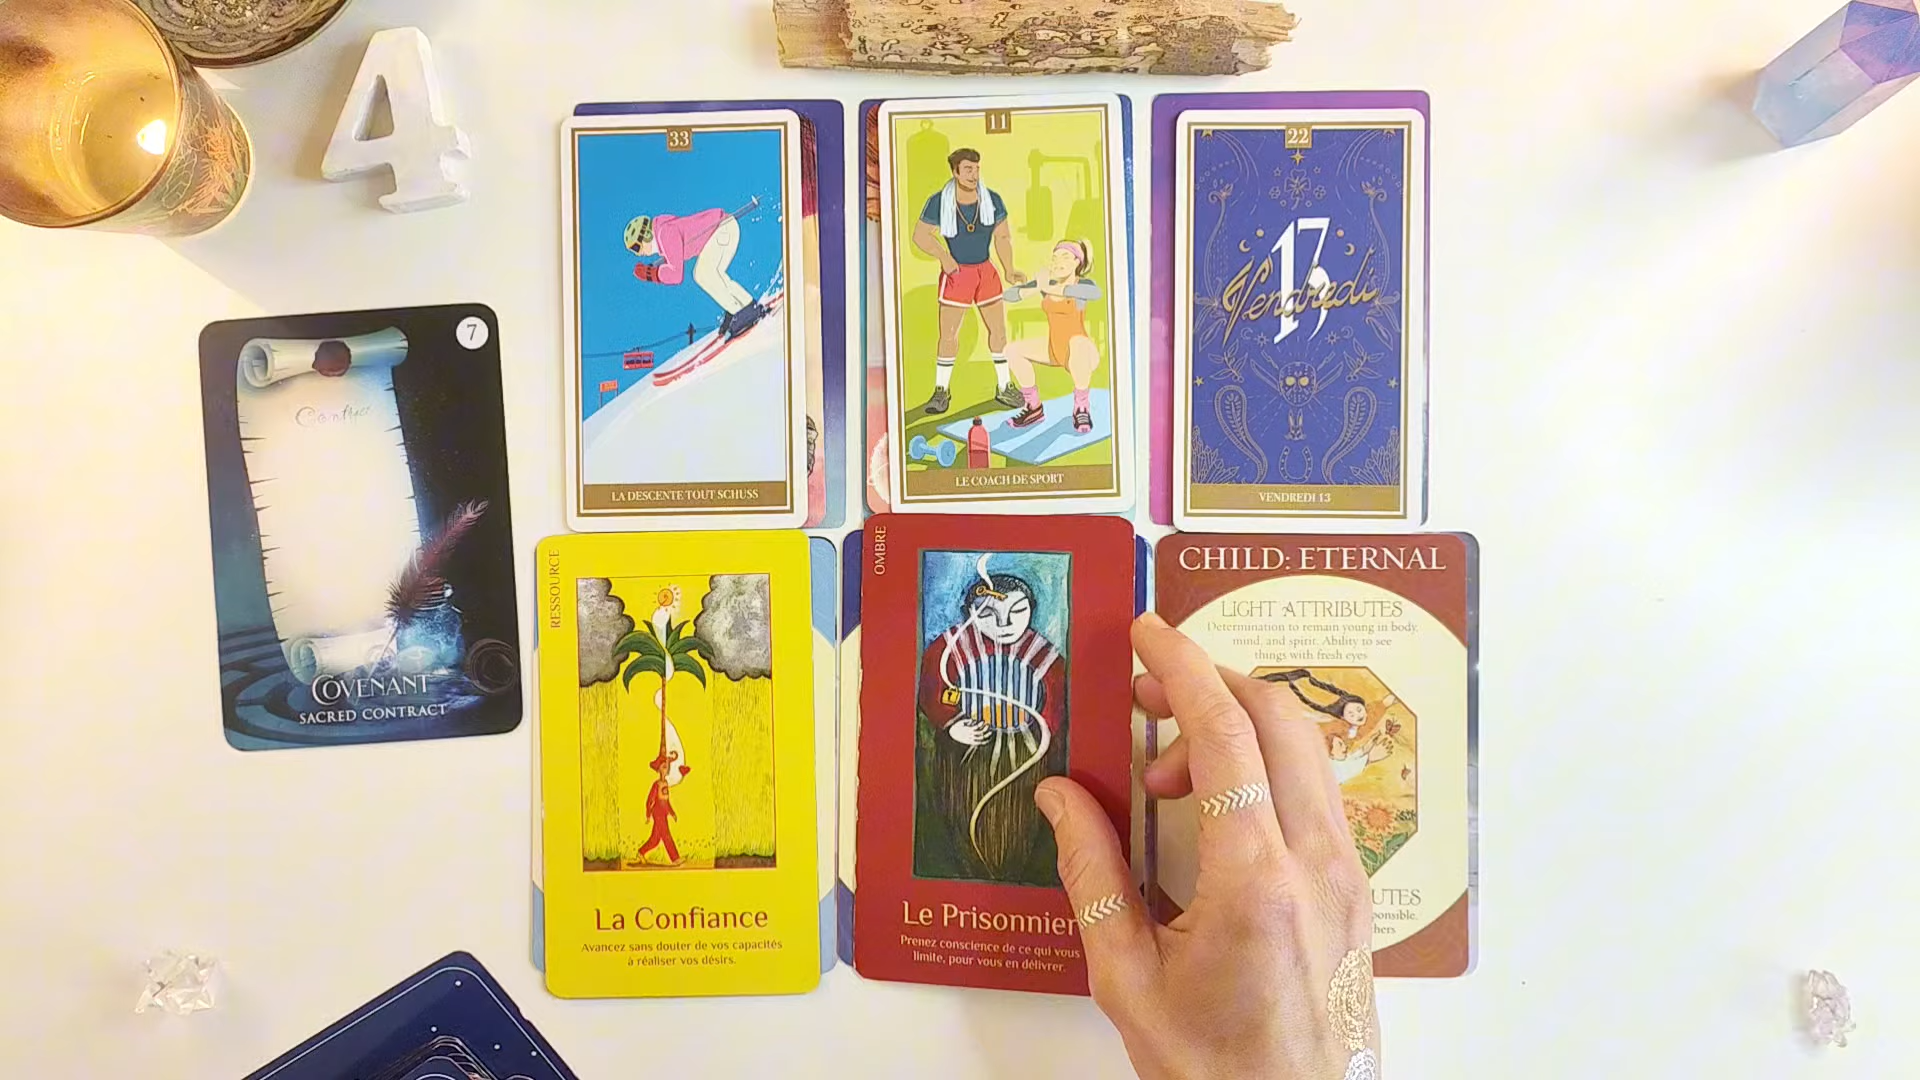 4
33
LA DESCENTE TOUT SCHUSS
11
LE COACH DE SPORT
22
Vendredi
13
VENDREDI 13
7
Contract
COVENANT
SACRED CONTRACT
RESSOURCE
La Confiance
Avancez sans douter de vos capacités
à réaliser vos désirs.
OMBRE
Le Prisonnier
Prenez conscience de ce qui vous
limite, pour vous en délivrer.
CHILD: ETERNAL
LIGHT ATTRIBUTES
Determination to remain young in body,
mind, and spirit. Ability to see
things with fresh eyes